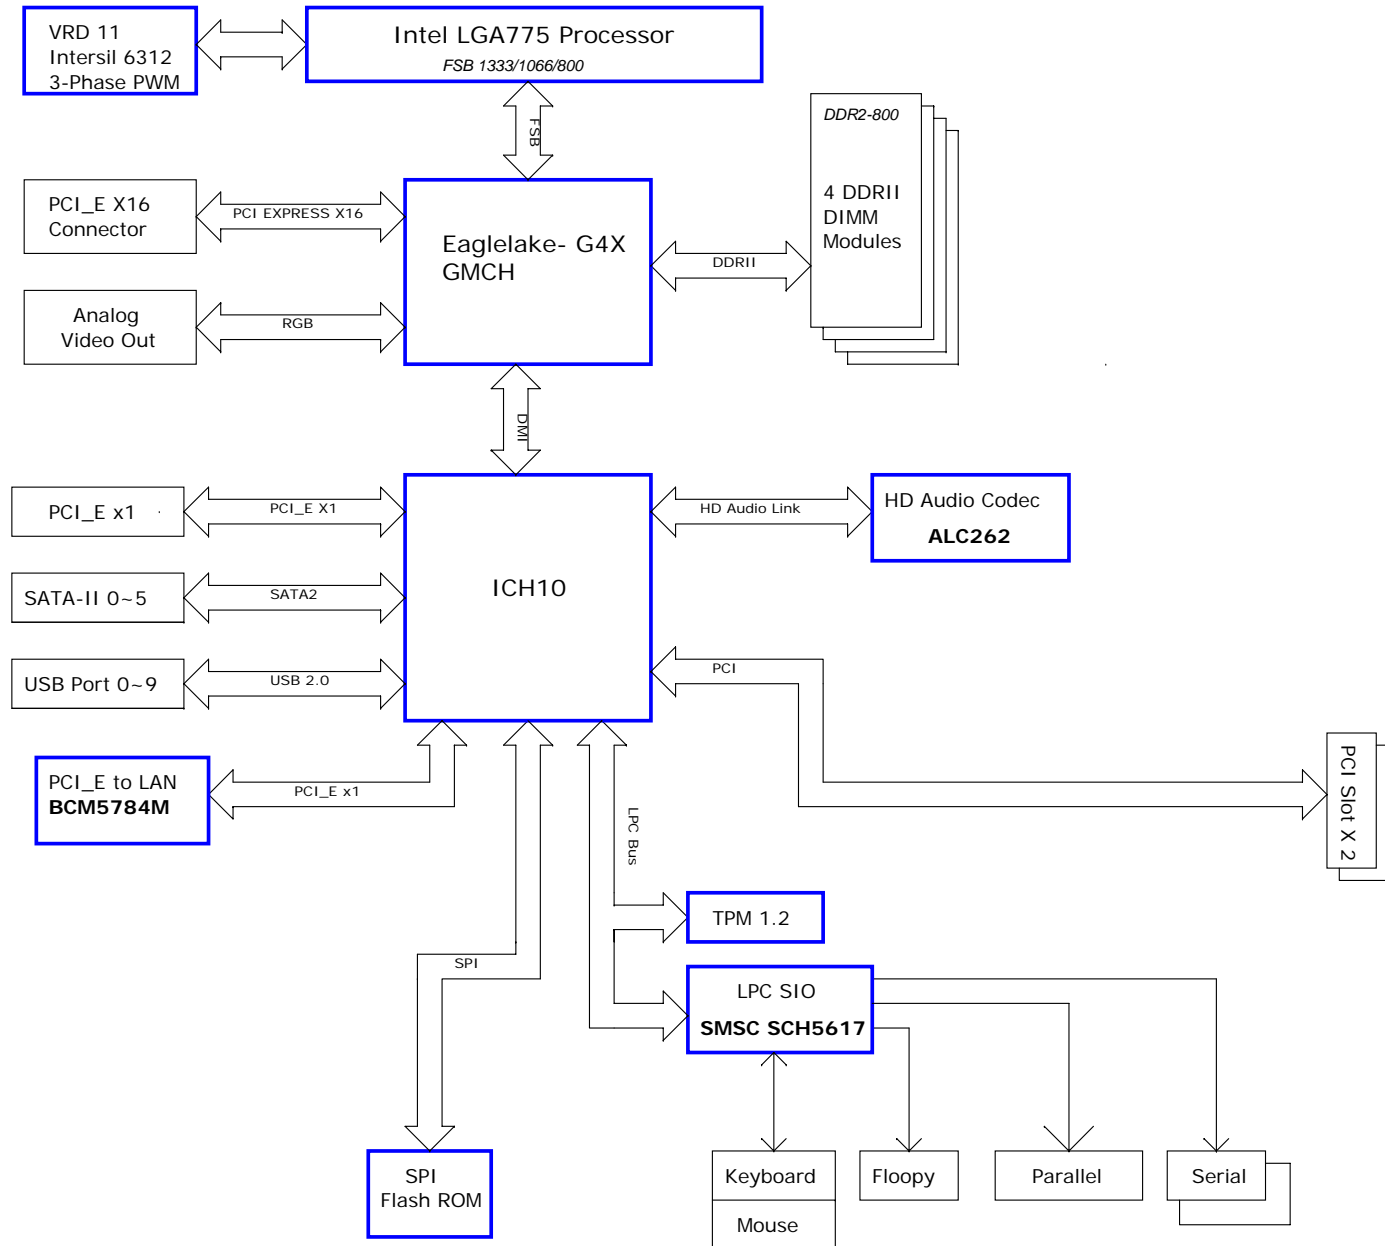 VRD 11
Intersil 6312
3-Phase PWM
Intel LGA775 Processor
FSB 1333/1066/800
FSB
DDR2-800
4 DDRII
DIMM
Modules
PCI_E X16
Connector
PCI EXPRESS X16
Eaglelake- G4X
GMCH
DDRII
Analog
Video Out
RGB
DMI
PCI_E x1
PCI_E X1
HD Audio Link
HD Audio Codec
ALC262
ICH10
SATA-II 0~5
SATA2
USB Port 0~9
USB 2.0
PCI
PCI_E to LAN
BCM5784M
PCI_E x1
LPC Bus
PCI Slot X 2
TPM 1.2
SPI
LPC SIO
SMSC SCH5617
SPI
Flash ROM
Keyboard
Mouse
Floopy
Parallel
Serial